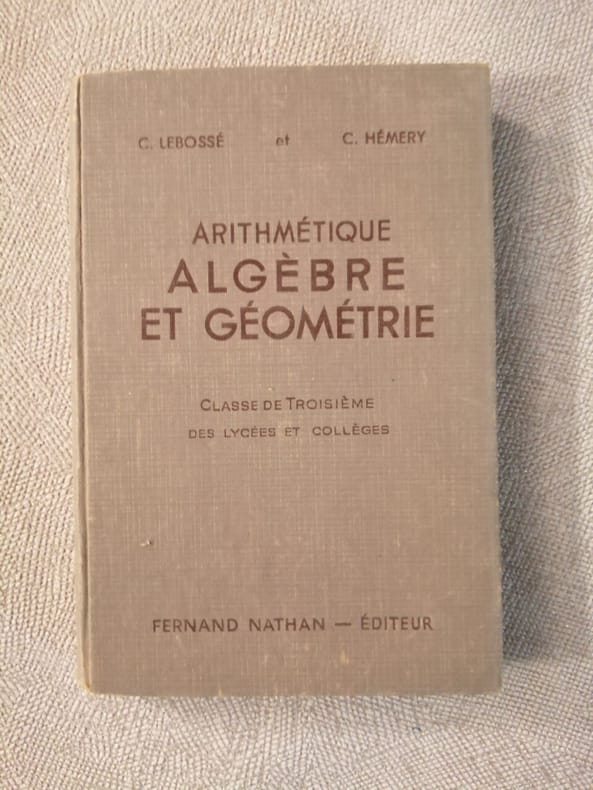 C. LEBOSSÉ et C. HÉMERY
ARITHMÉTIQUE
ALGÈBRE
ET GÉOMÉTRIE
CLASSE DE TROISIÈME
DES LYCÉES ET COLLÈGES
FERNAND NATHAN — ÉDITEUR